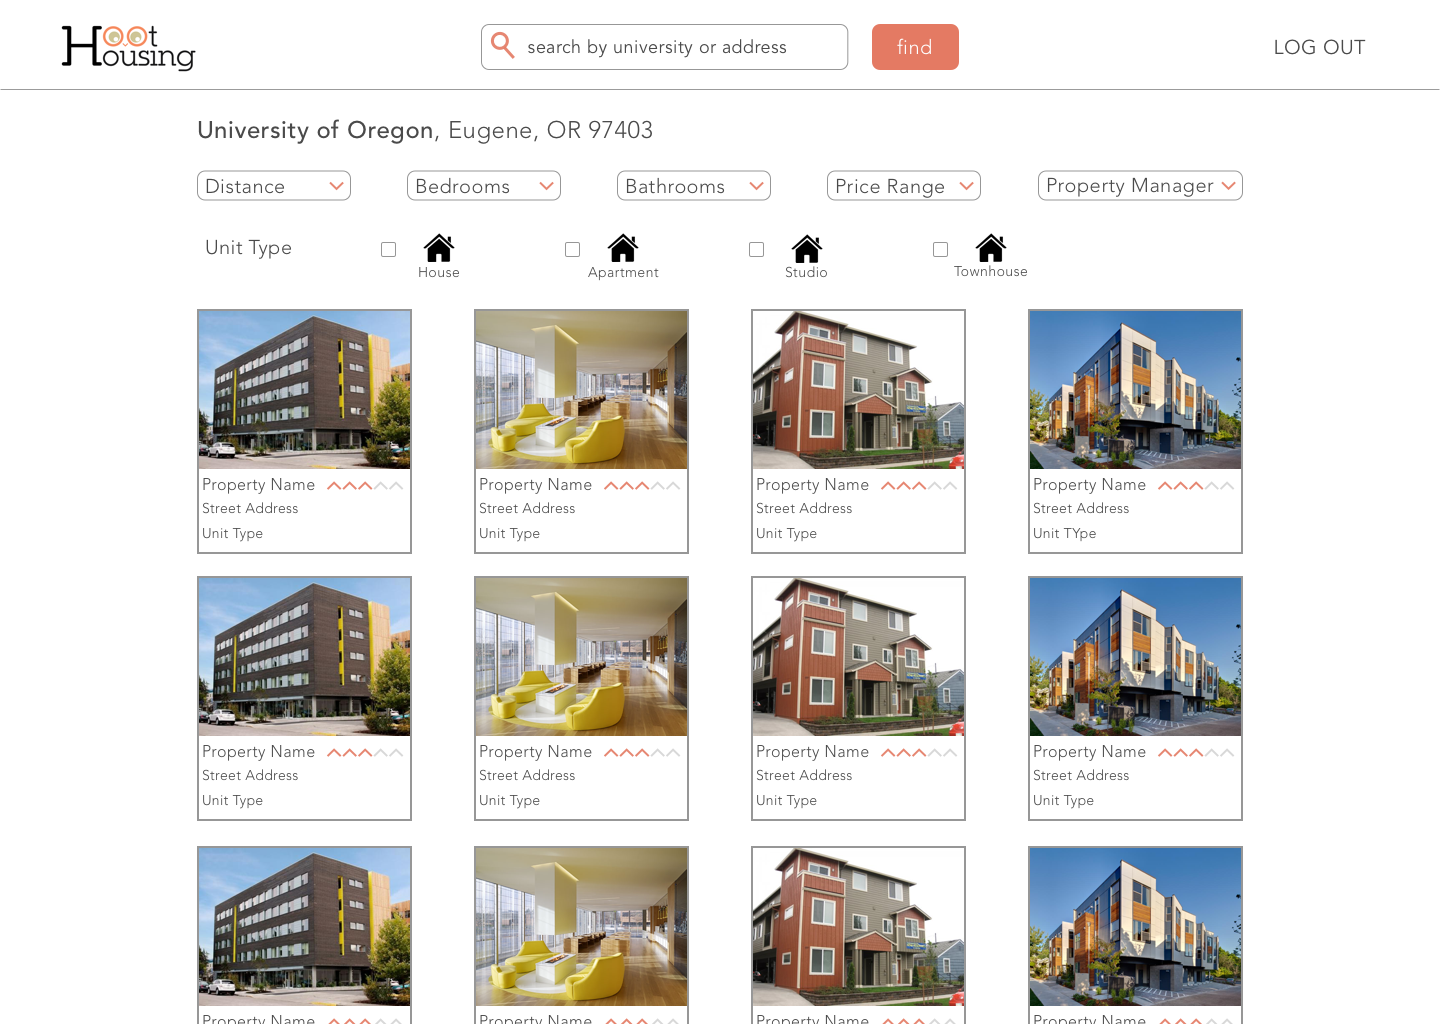 Hoot
Housing
search by university or address
find
LOG OUT
University of Oregon, Eugene, OR 97403
Distance
Bedrooms
Bathrooms
Price Range
Property Manager
Unit Type
House
Apartment
Studio
Townhouse
Property Name
Street Address
Unit Type
Property Name
Street Address
Unit Type
Property Name
Street Address
Unit Type
Property Name
Street Address
Unit TYpe
Property Name
Street Address
Unit Type
Property Name
Street Address
Unit Type
Property Name
Street Address
Unit Type
Property Name
Street Address
Unit Type
Property Name
Property Name
Property Name
Property Name